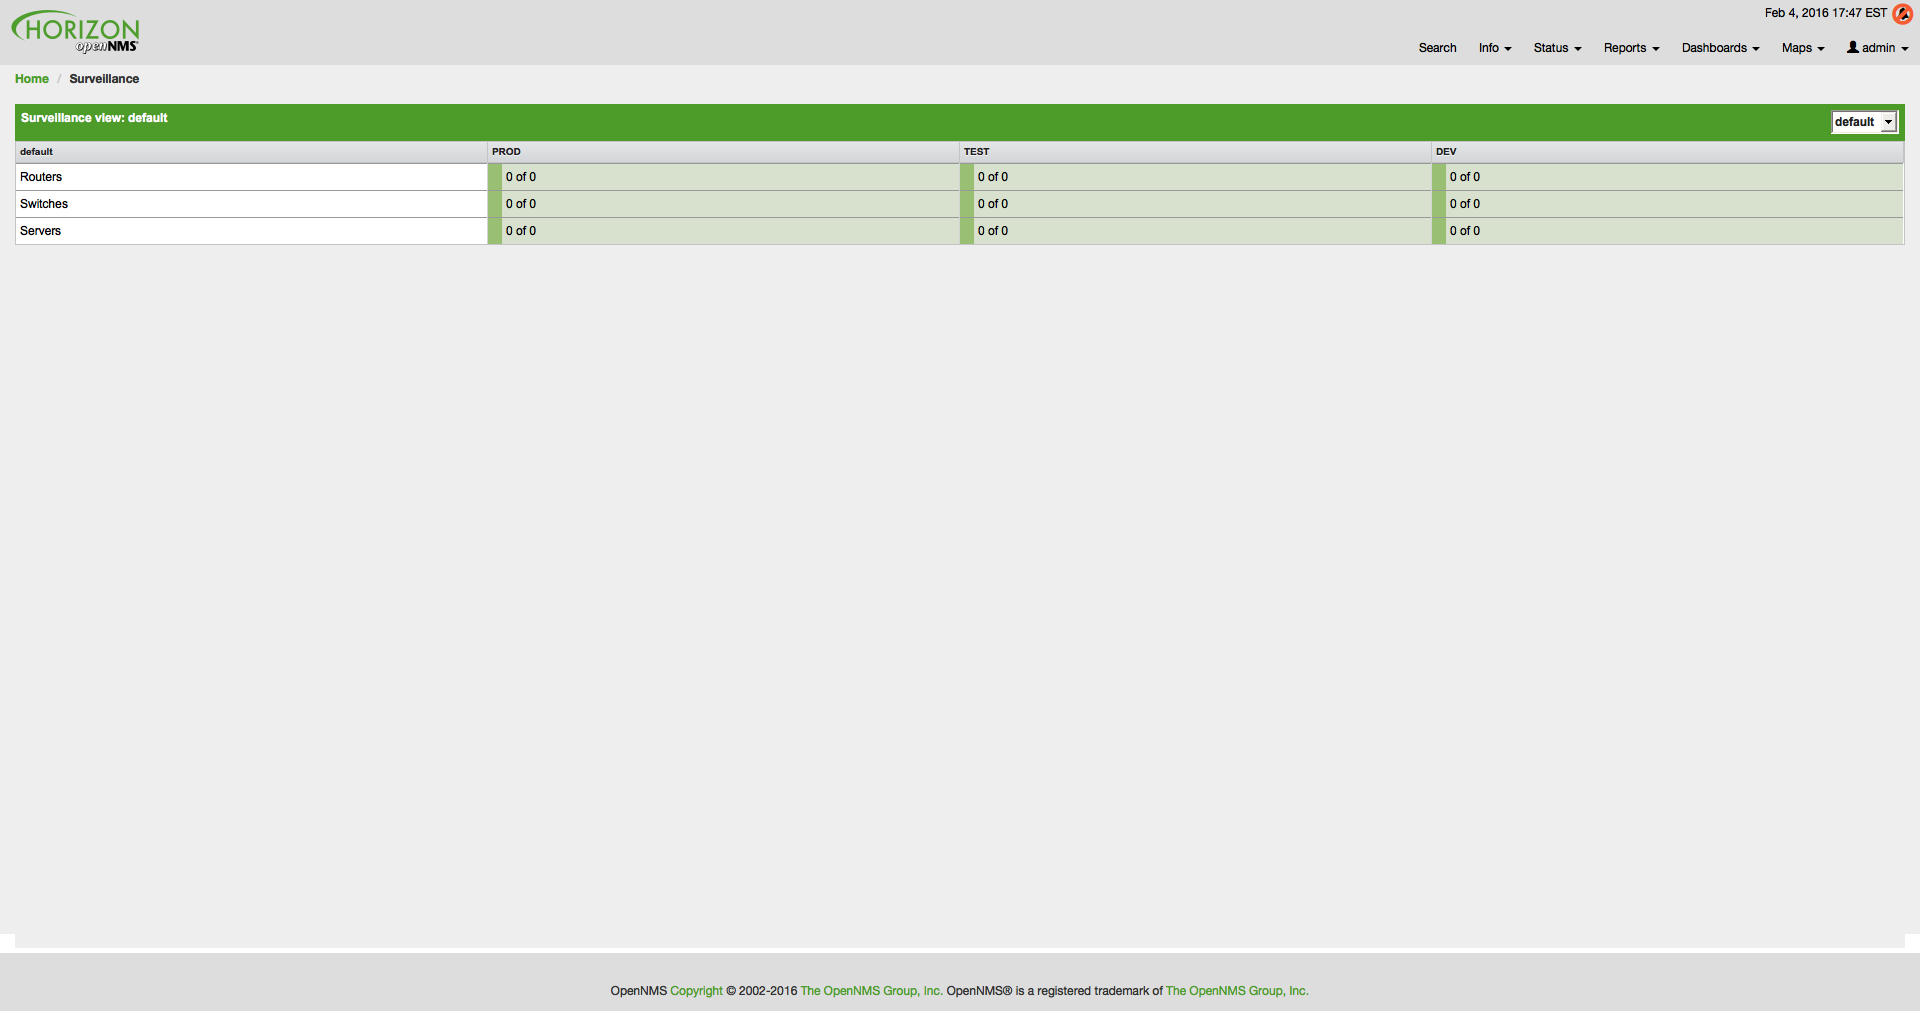 HORIZON
openNMS
Feb 4, 2016 17:47 EST
Search Info Status Reports Dashboards Maps admin
Home / Surveillance
Surveillance view: default
default
default PROD TEST DEV
Routers 0 of 0 0 of 0 0 of 0
Switches 0 of 0 0 of 0 0 of 0
Servers 0 of 0 0 of 0 0 of 0
OpenNMS Copyright © 2002-2016 The OpenNMS Group, Inc. OpenNMS® is a registered trademark of The OpenNMS Group, Inc.